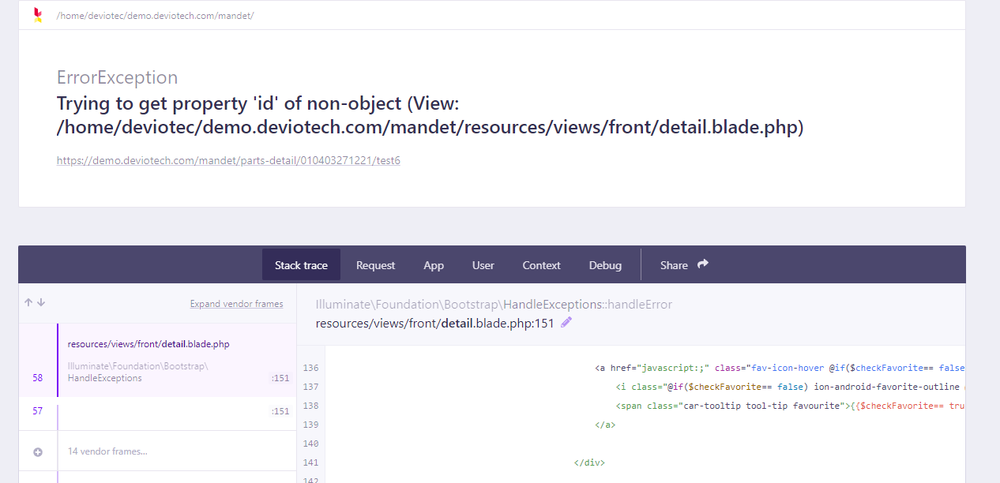 /home/deviotec/demo.deviotech.com/mandet/
ErrorException
Trying to get property 'id' of non-object (View:
/home/deviotec/demo.deviotech.com/mandet/resources/views/front/detail.blade.php)
https://demo.deviotech.com/mandet/parts-detail/010403271221/test6
Stack trace Request App User Context Debug Share
Expand vendor frames
Illuminate\Foundation\Bootstrap\HandleExceptions::handleError
resources/views/front/detail.blade.php:151
resources/views/front/detail.blade.php
Illuminate\Foundation\Bootstrap\
58 HandleExceptions :151
57 :151
14 vendor frames...
136 <a href="javascript:;" class="fav-icon-hover @if($checkFavorite== false
137 <i class="@if($checkFavorite== false) ion-android-favorite-outline
138 <span class="car-tooltip tool-tip favourite">{{$checkFavorite== tru
139 </a>
140
141 </div>
142